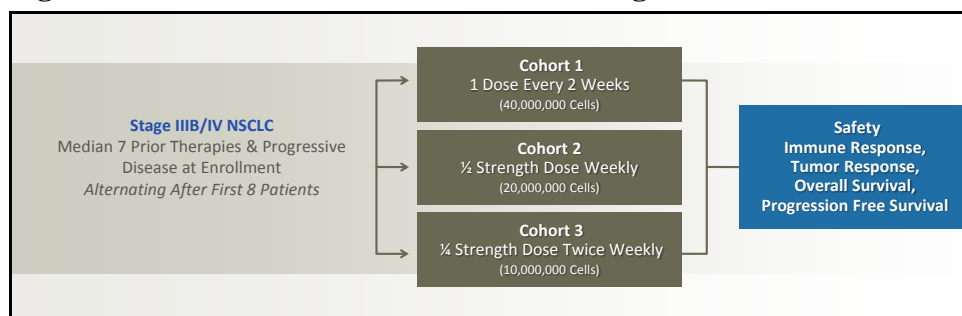 Stage IIIB/IV NSCLC
Median 7 Prior Therapies & Progressive
Disease at Enrollment
Alternating After First 8 Patients
Cohort 1
1 Dose Every 2 Weeks
(40,000,000 Cells)
Cohort 2
½ Strength Dose Weekly
(20,000,000 Cells)
Cohort 3
¼ Strength Dose Twice Weekly
(10,000,000 Cells)
Safety
Immune Response,
Tumor Response,
Overall Survival,
Progression Free Survival